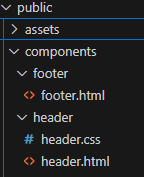 public
assets
components
footer
footer.html
header
header.css
header.html